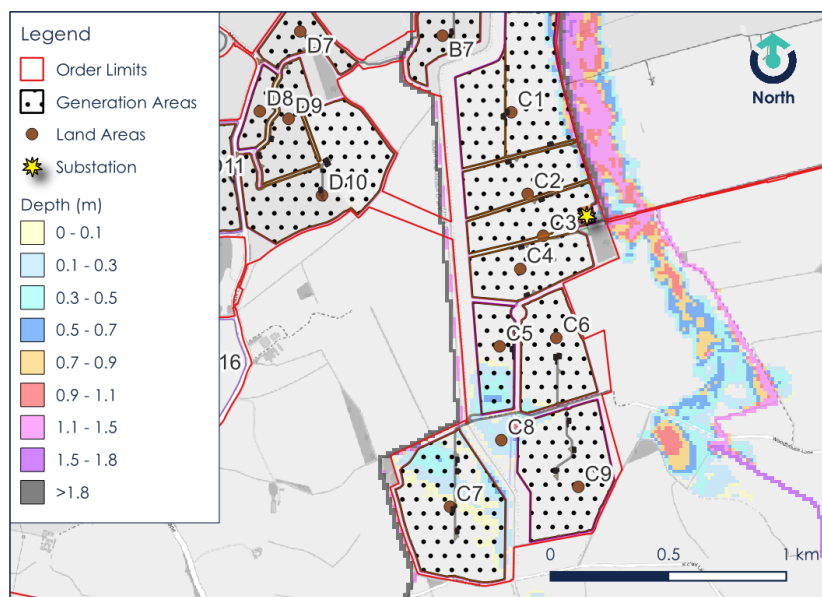 Legend
Order Limits
Generation Areas
Land Areas
Substation
Depth (m)
0 - 0.1
0.1 - 0.3
0.3 - 0.5
0.5 - 0.7
0.7 - 0.9
0.9 - 1.1
1.1 - 1.5
1.5 - 1.8
>1.8
North
D7
B7
D8
D9
C1
D10
C2
C3
C4
C5
C6
C8
C7
C9
16
0
0.5
1 km